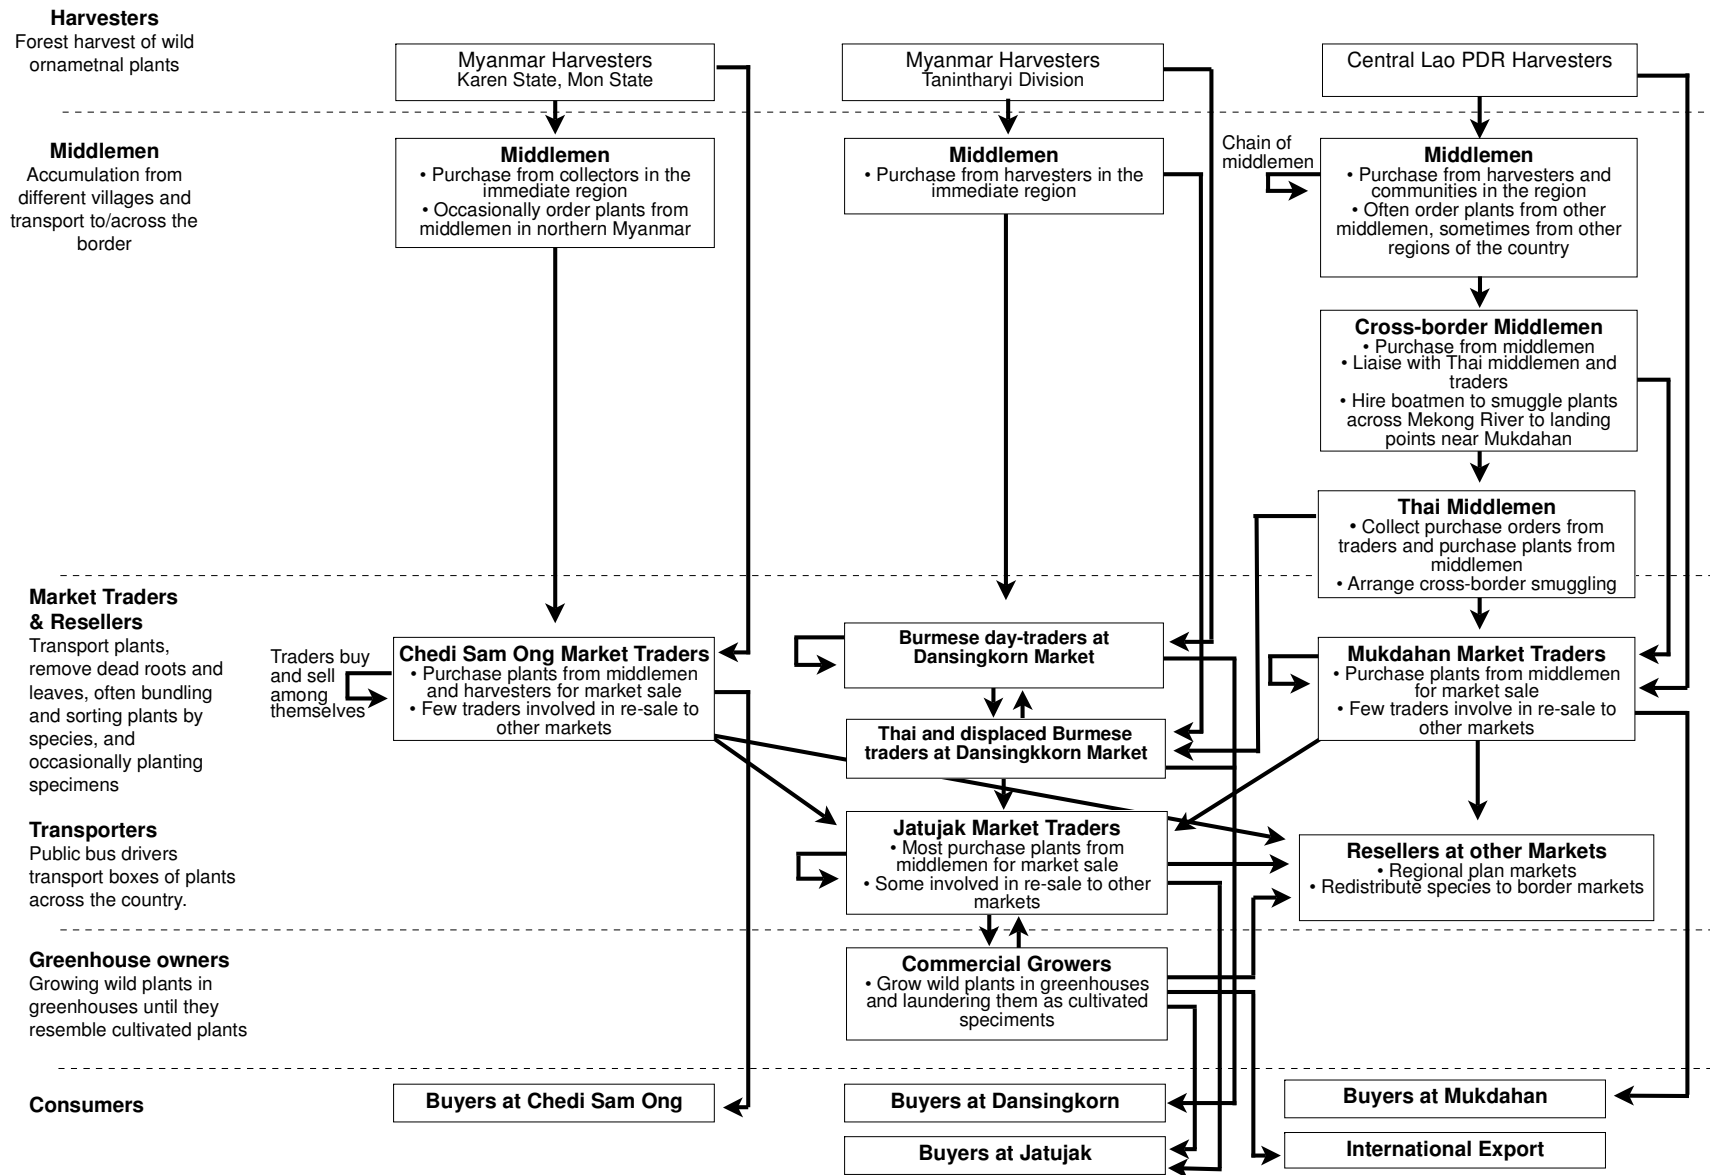 Harvesters
Forest harvest of wild
ornametnal plants
Myanmar Harvesters
Karen State, Mon State
Myanmar Harvesters
Tanintharyi Division
Central Lao PDR Harvesters
Middlemen
Accumulation from
different villages and
transport to/across the
border
Middlemen
• Purchase from collectors in the
immediate region
• Occasionally order plants from
middlemen in northern Myanmar
Middlemen
• Purchase from harvesters in the
immediate region
Chain of
middlemen
Middlemen
• Purchase from harvesters and
communities in the region
• Often order plants from other
middlemen, sometimes from other
regions of the country
Cross-border Middlemen
• Purchase from middlemen
• Liaise with Thai middlemen and
traders
• Hire boatmen to smuggle plants
across Mekong River to landing
points near Mukdahan
Thai Middlemen
• Collect purchase orders from
traders and purchase plants from
middlemen
• Arrange cross-border smuggling
Market Traders
& Resellers
Transport plants,
remove dead roots and
leaves, often bundling
and sorting plants by
species, and
occasionally planting
specimens
Traders buy
and sell
among
themselves
Chedi Sam Ong Market Traders
• Purchase plants from middlemen
and harvesters for market sale
• Few traders involved in re-sale to
other markets
Burmese day-traders at
Dansingkorn Market
Thai and displaced Burmese
traders at Dansingkkorn Market
Mukdahan Market Traders
• Purchase plants from middlemen
for market sale
• Few traders involve in re-sale to
other markets
Transporters
Public bus drivers
transport boxes of plants
across the country.
Jatujak Market Traders
• Most purchase plants from
middlemen for market sale
• Some involved in re-sale to other
markets
Resellers at other Markets
• Regional plan markets
• Redistribute species to border markets
Greenhouse owners
Growing wild plants in
greenhouses until they
resemble cultivated plants
Commercial Growers
• Grow wild plants in greenhouses
and laundering them as cultivated
speciments
Consumers
Buyers at Chedi Sam Ong
Buyers at Dansingkorn
Buyers at Mukdahan
Buyers at Jatujak
International Export